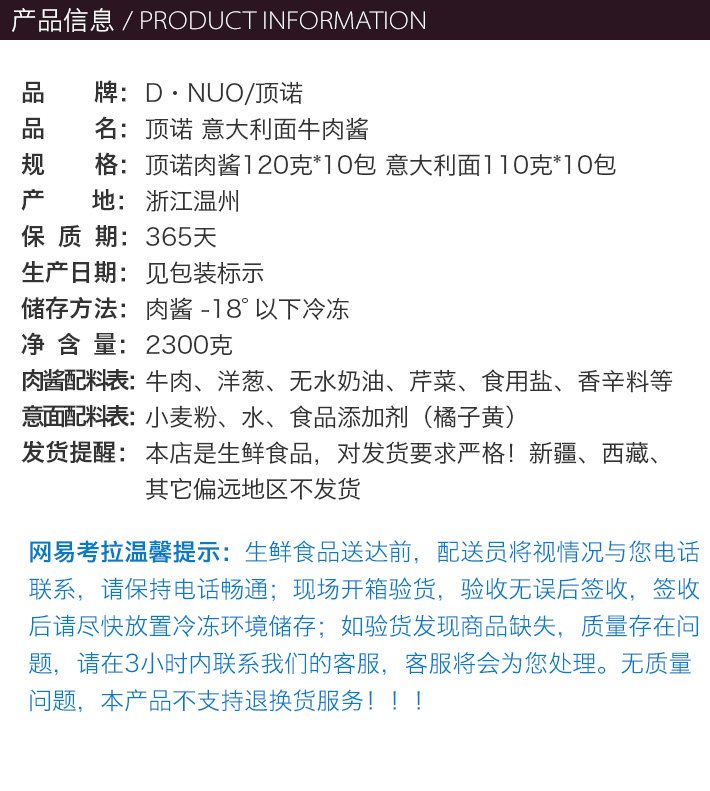 产品信息 / PRODUCT INFORMATION
品牌：D·NUO/顶诺
品名：顶诺 意大利面牛肉酱
规格：顶诺肉酱120克*10包 意大利面110克*10包
产地：浙江温州
保质期：365天
生产日期：见包装标示
储存方法：肉酱 -18°以下冷冻
净含量：2300克
肉酱配料表：牛肉、洋葱、无水奶油、芹菜、食用盐、香辛料等
意面配料表：小麦粉、水、食品添加剂（橘子黄）
发货提醒：本店是生鲜食品，对发货要求严格！新疆、西藏、
其它偏远地区不发货
网易考拉温馨提示：生鲜食品送达前，配送员将视情况与您电话
联系，请保持电话畅通；现场开箱验货，验收无误后签收，签收
后请尽快放置冷冻环境储存；如验货发现商品缺失，质量存在问
题，请在3小时内联系我们的客服，客服将会为您处理。无质量
问题，本产品不支持退换货服务！！！